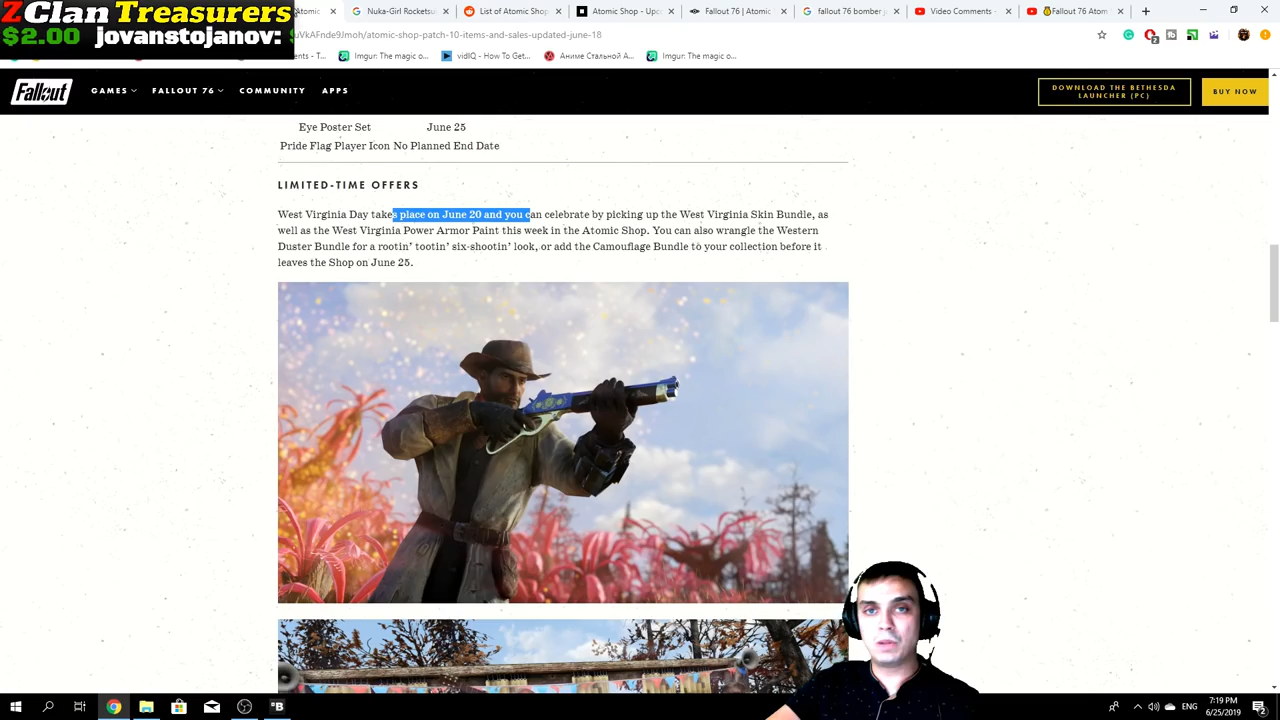 ZClan Treasurers
$2.00 jovanstojanov:
Atomic
Nuka-Girl Rocketsu
List of Atomic Shop
Atomic Shop - Upc
Fallout 76 | Atomic
fallout 76 bomber j
Video Comments -
Fallout 76 Atom
uVkAFnde9Jmoh/atomic-shop-patch-10-items-and-sales-updated-june-18
2
ents - T...
Imgur: The magic o...
vidIQ - How To Get...
Аниме Стальной А...
Imgur: The magic o...
Fallout
GAMES
FALLOUT 76
COMMUNITY
APPS
DOWNLOAD THE BETHESDA
LAUNCHER (PC)
BUY NOW
Eye Poster Set June 25
Pride Flag Player Icon No Planned End Date
LIMITED-TIME OFFERS
West Virginia Day takes place on June 20 and you can celebrate by picking up the West Virginia Skin Bundle, as
well as the West Virginia Power Armor Paint this week in the Atomic Shop. You can also wrangle the Western
Duster Bundle for a rootin’ tootin’ six-shootin’ look, or add the Camouflage Bundle to your collection before it
leaves the Shop on June 25.
ENG
7:19 PM
6/25/2019
2